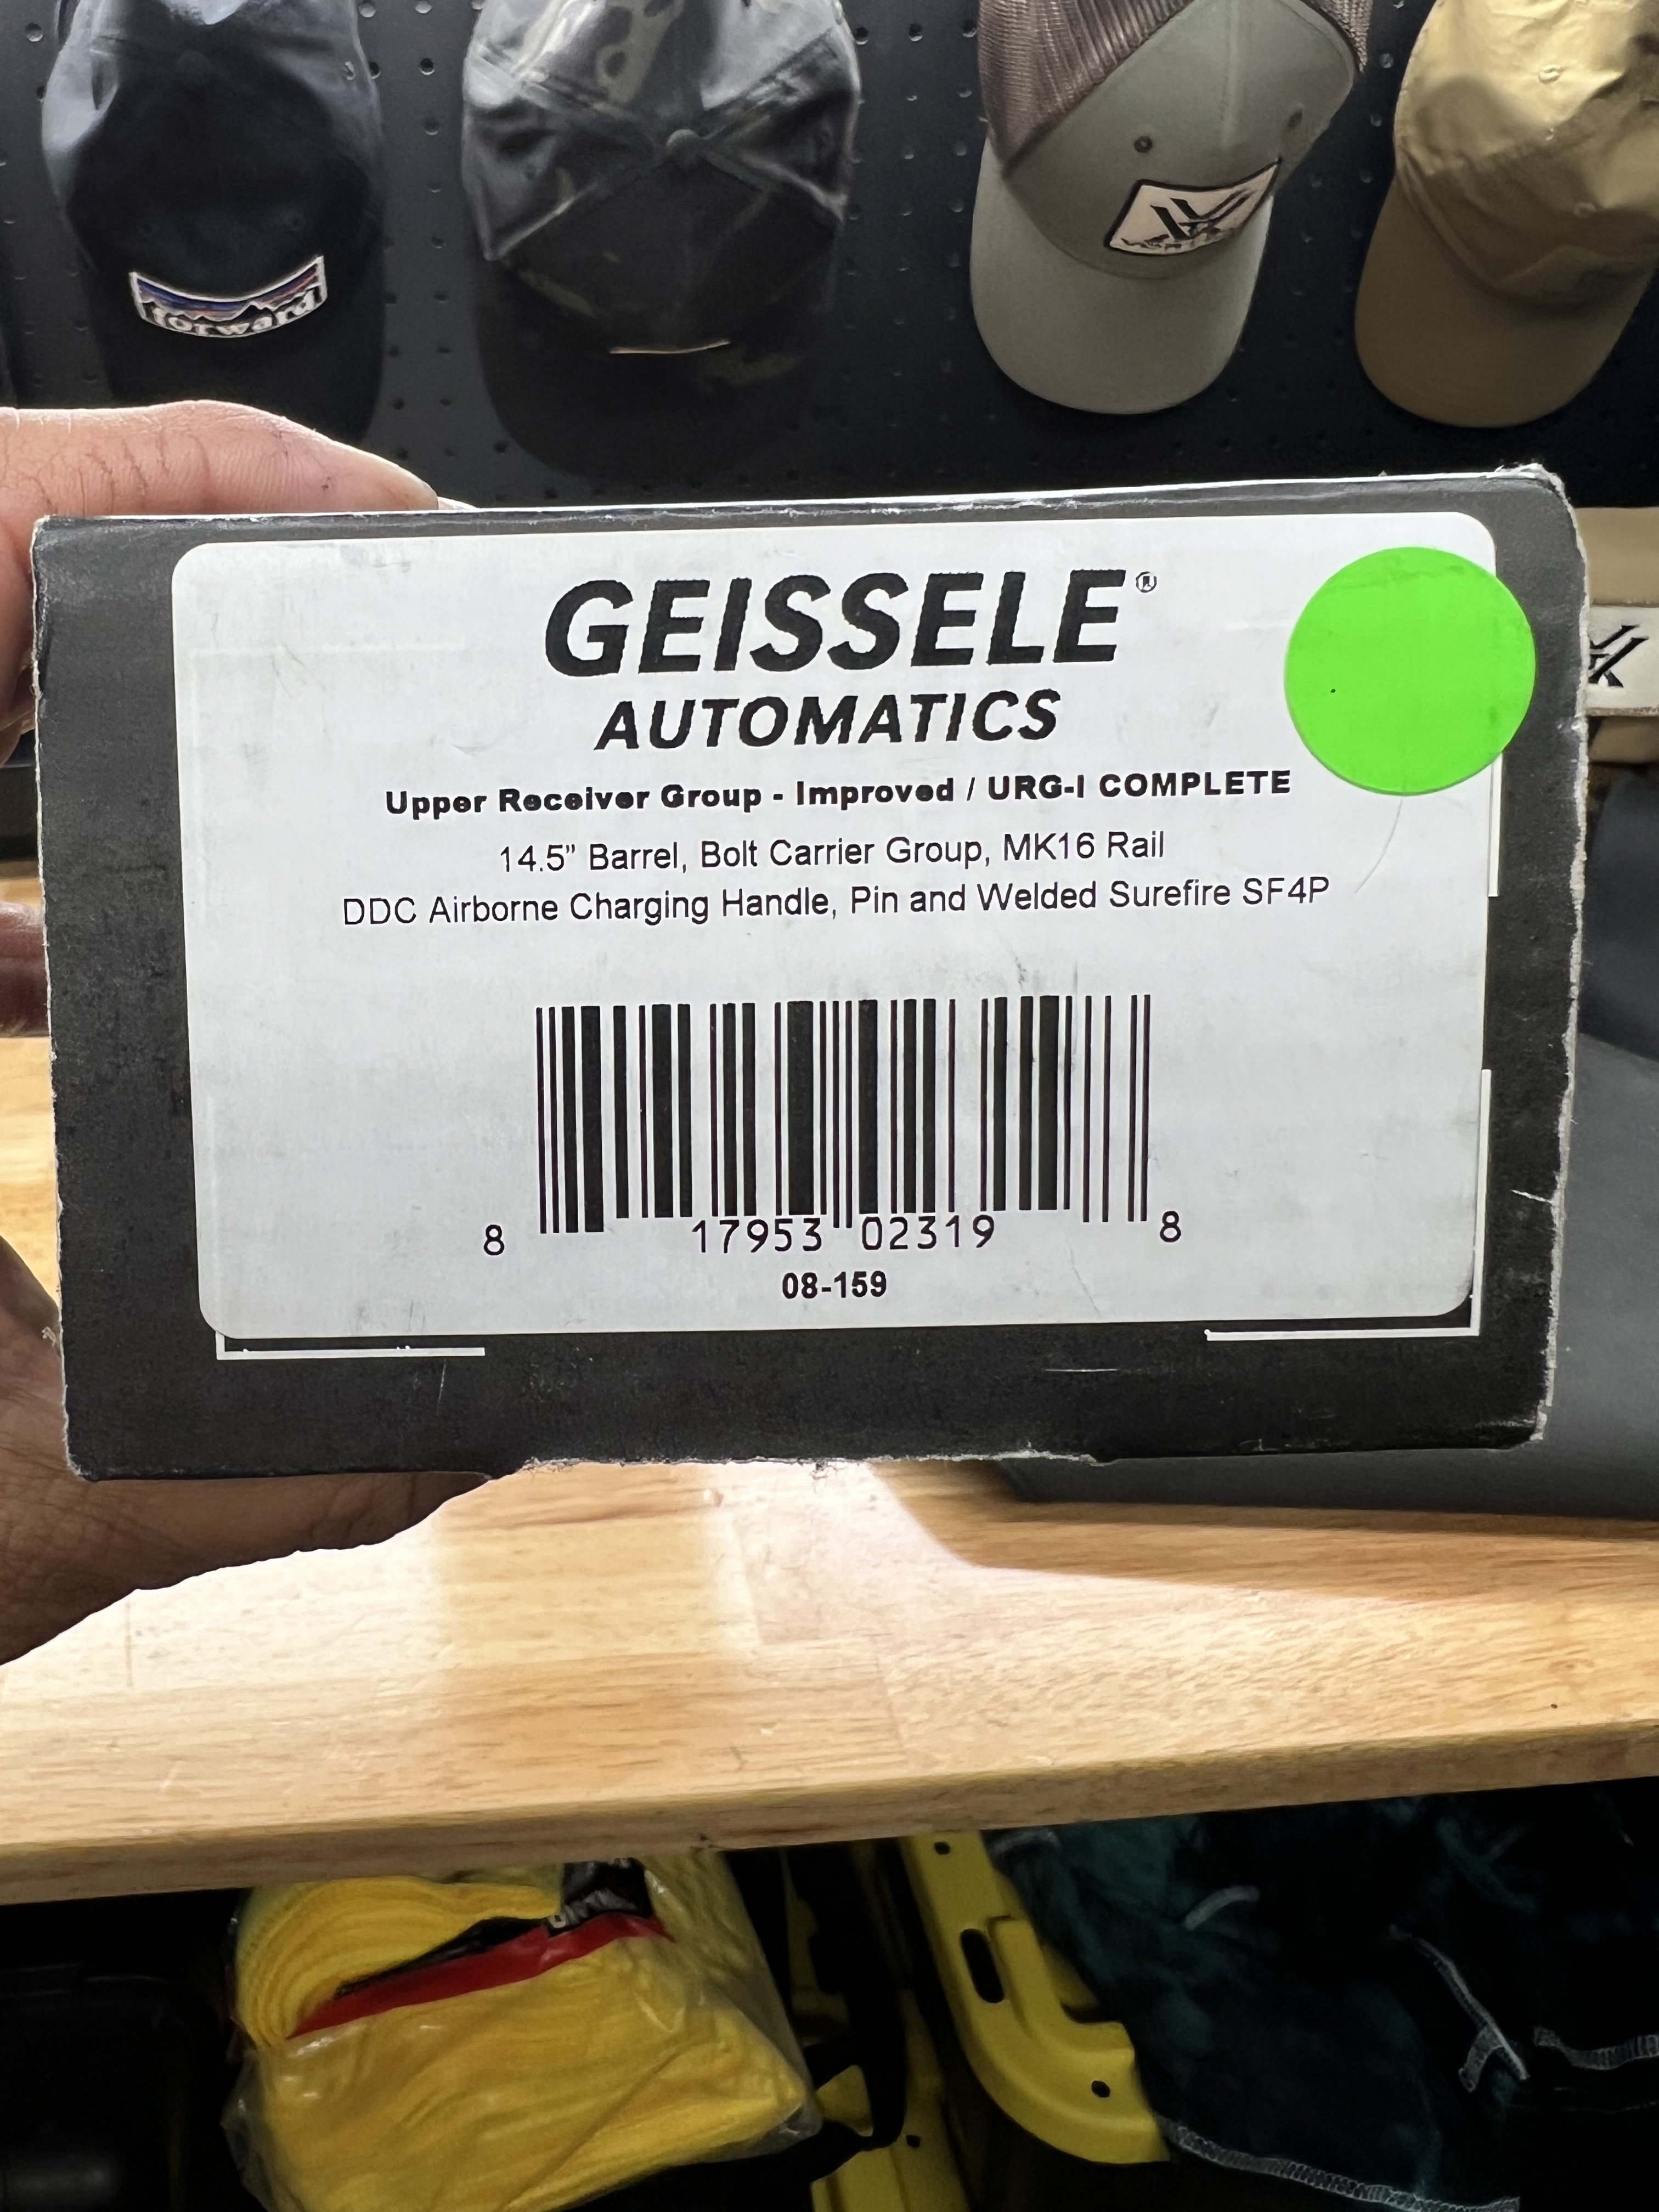 forward
GEISSELE®
AUTOMATICS
Upper Receiver Group - Improved / URG-I COMPLETE
14.5” Barrel, Bolt Carrier Group, MK16 Rail
DDC Airborne Charging Handle, Pin and Welded Surefire SF4P
8 17953 02319 8
08-159